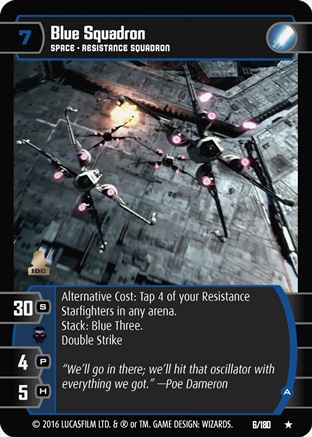 7
Blue Squadron
SPACE - RESISTANCE SQUADRON
IDC
30 S
4 P
5 H
Alternative Cost: Tap 4 of your Resistance
Starfighters in any arena.
Stack: Blue Three.
Double Strike
"We'll go in there; we'll hit that oscillator with
everything we got." —Poe Dameron
A
© 2016 LUCASFILM LTD. & ® or TM. GAME DESIGN: WIZARDS.
6/180